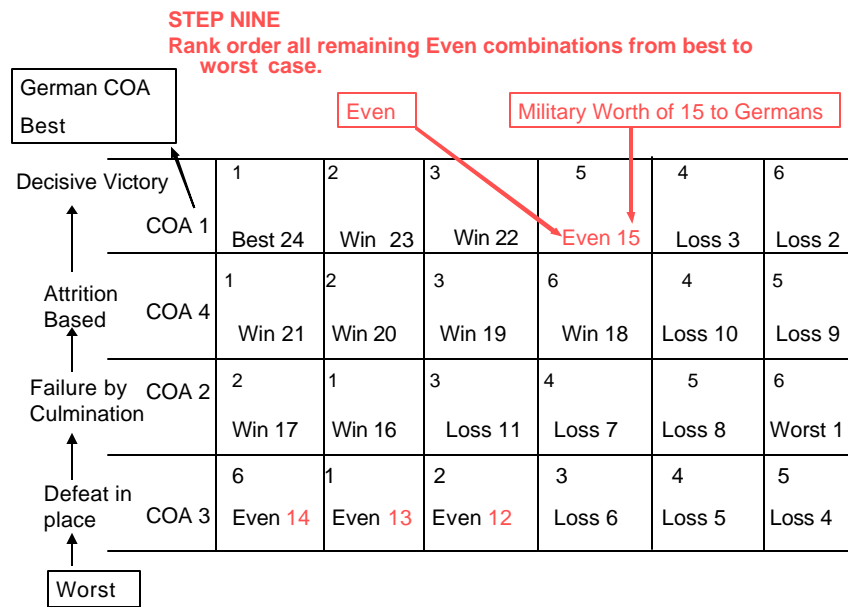 STEP NINE
Rank order all remaining Even combinations from best to
worst case.
German COA
Best
Even
Military Worth of 15 to Germans
Decisive Victory
COA 1
1 2 3 5 4 6
Best 24 Win 23 Win 22 Even 15 Loss 3 Loss 2
Attrition
Based
COA 4
1 2 3 6 4 5
Win 21 Win 20 Win 19 Win 18 Loss 10 Loss 9
Failure by
Culmination
COA 2
2 1 3 4 5 6
Win 17 Win 16 Loss 11 Loss 7 Loss 8 Worst 1
Defeat in
place
COA 3
6 1 2 3 4 5
Even 14 Even 13 Even 12 Loss 6 Loss 5 Loss 4
Worst